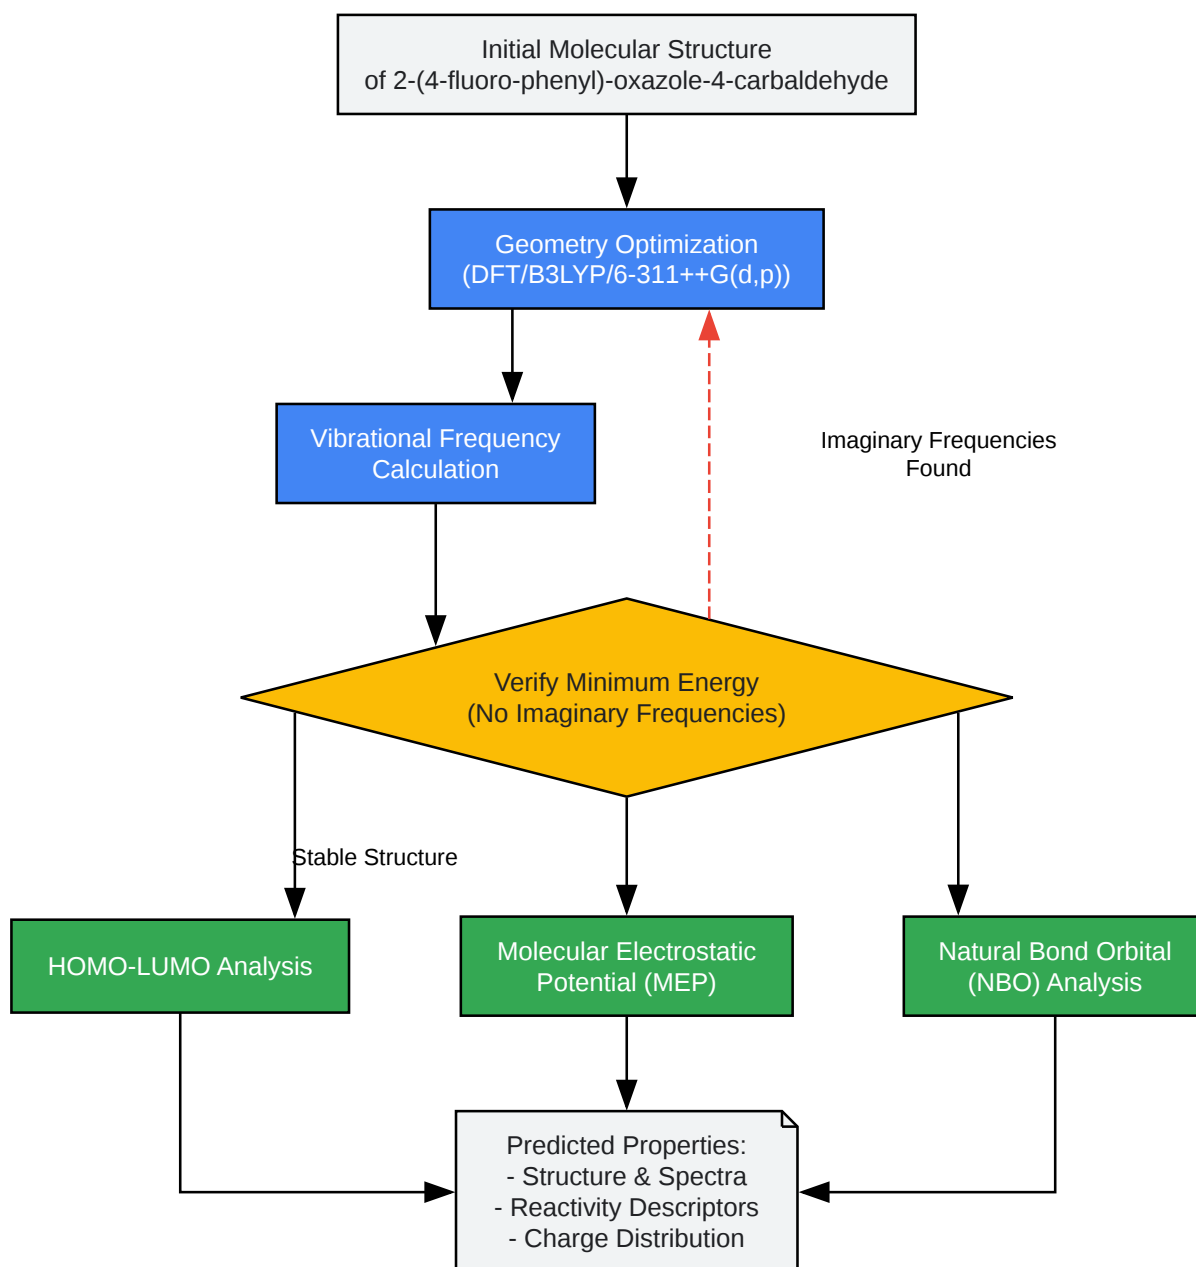 Initial Molecular Structure
of 2-(4-fluoro-phenyl)-oxazole-4-carbaldehyde
Geometry Optimization
(DFT/B3LYP/6-311++G(d,p))
Vibrational Frequency
Calculation
Imaginary Frequencies
Found
Verify Minimum Energy
(No Imaginary Frequencies)
Stable Structure
HOMO-LUMO Analysis
Molecular Electrostatic
Potential (MEP)
Natural Bond Orbital
(NBO) Analysis
Predicted Properties:
- Structure & Spectra
- Reactivity Descriptors
- Charge Distribution